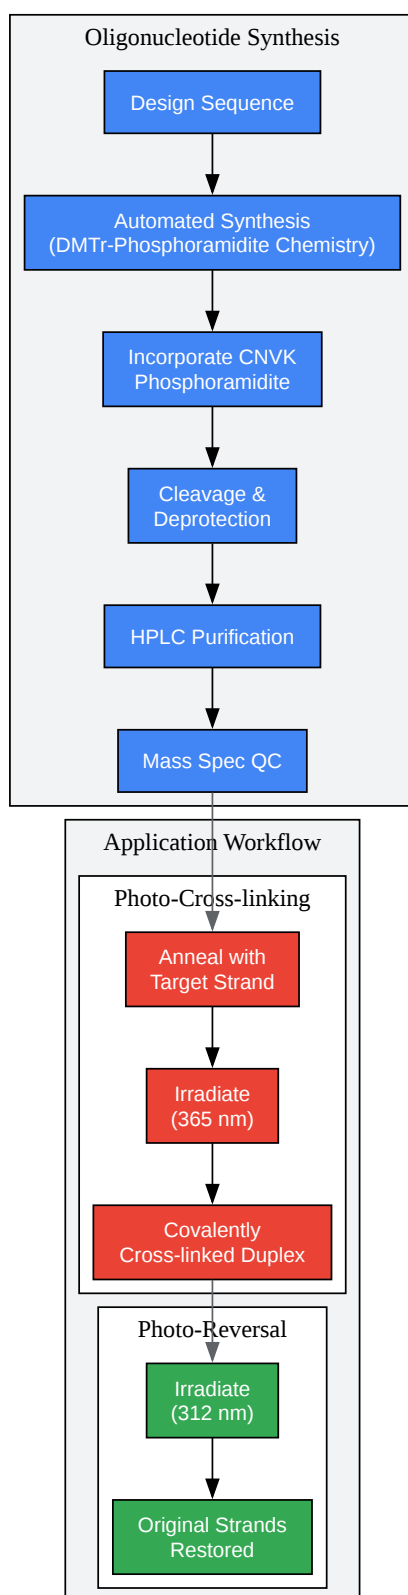 Oligonucleotide Synthesis
Design Sequence
Automated Synthesis
(DMTr-Phosphoramidite Chemistry)
Incorporate CNVK
Phosphoramidite
Cleavage &
Deprotection
HPLC Purification
Mass Spec QC
Application Workflow
Photo-Cross-linking
Anneal with
Target Strand
Irradiate
(365 nm)
Covalently
Cross-linked Duplex
Photo-Reversal
Irradiate
(312 nm)
Original Strands
Restored